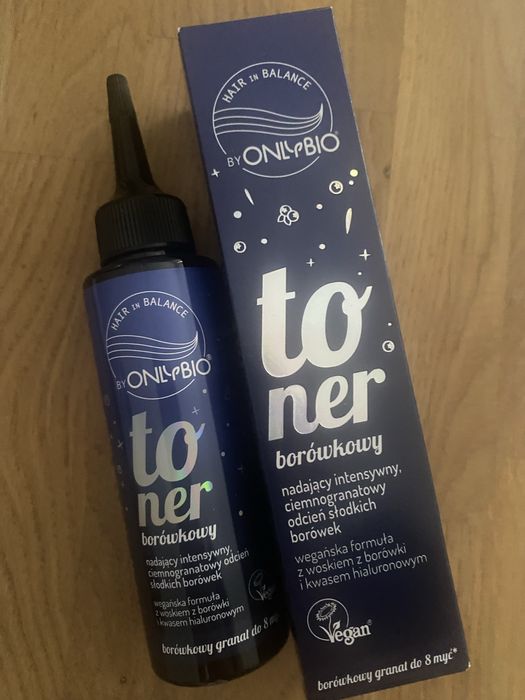 HAIR IN BALANCE
BY ONLYBIO®
to
ner
borówkowy
nadający intensywny,
ciemnogranatowy odcień
słodkich borówek
wegańska formuła
z woskiem z borówki
i kwasem hialuronowym
borówkowy granat do 8 myć*
HAIR IN BALANCE
BY ONLYBIO®
to
ner
borówkowy
nadający intensywny,
ciemnogranatowy
odcień słodkich
borówek
wegańska formuła
z woskiem z borówki
i kwasem hialuronowym
Vegan®
borówkowy granat do 8 myć*